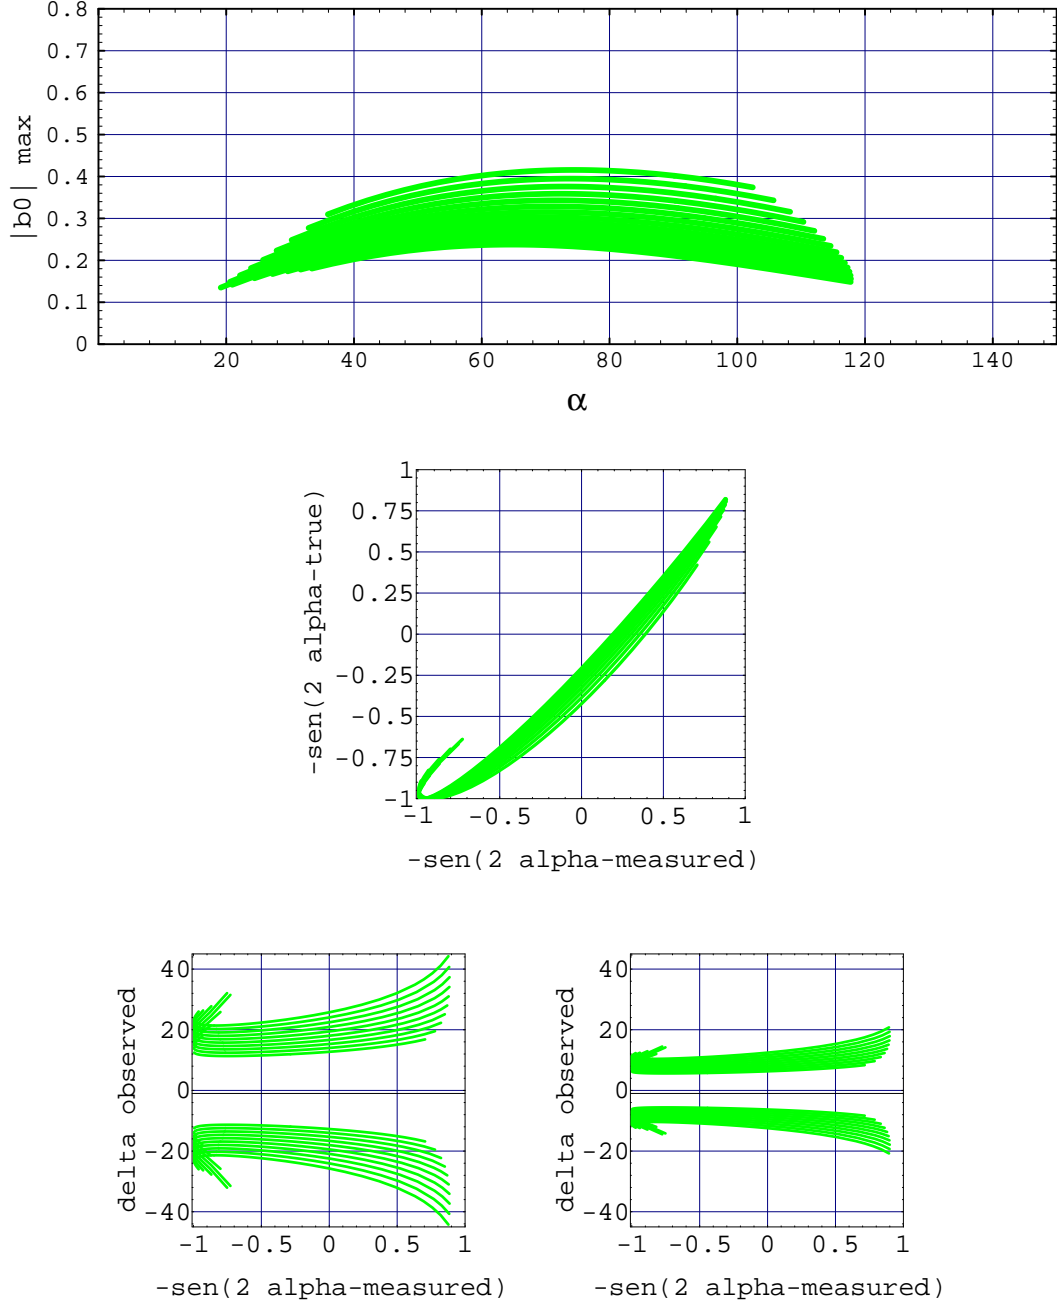 0.8
0.7
0.6
0.5
0.4
0.3
0.2
0.1
0
|b0| max
20 40 60 80 100 120 140
α
1
0.75
0.5
0.25
0
-0.25
-0.5
-0.75
-1
-sen(2 alpha-true)
-1 -0.5 0 0.5 1
-sen(2 alpha-measured)
40
20
0
-20
-40
delta observed
-1 -0.5 0 0.5 1
-sen(2 alpha-measured)
40
20
0
-20
-40
delta observed
-1 -0.5 0 0.5 1
-sen(2 alpha-measured)